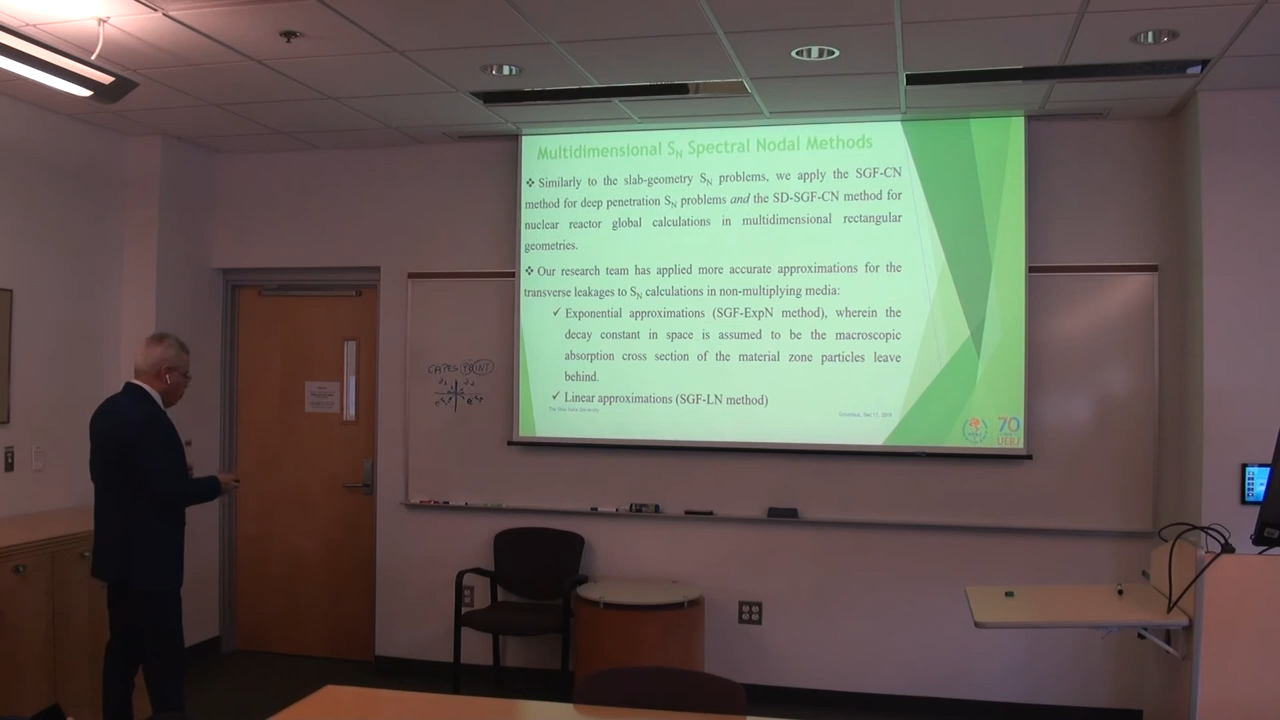 Multidimensional SN Spectral Nodal Methods
❖ Similarly to the slab-geometry SN problems, we apply the SGF-CN
method for deep penetration SN problems and the SD-SGF-CN method for
nuclear reactor global calculations in multidimensional rectangular
geometries.
❖ Our research team has applied more accurate approximations for the
transverse leakages to SN calculations in non-multiplying media:
✓ Exponential approximations (SGF-ExpN method), wherein the
decay constant in space is assumed to be the macroscopic
absorption cross section of the material zone particles leave
behind.
✓ Linear approximations (SGF-LN method)
The Ohio State University
70
UERJ
CAPES PRINT